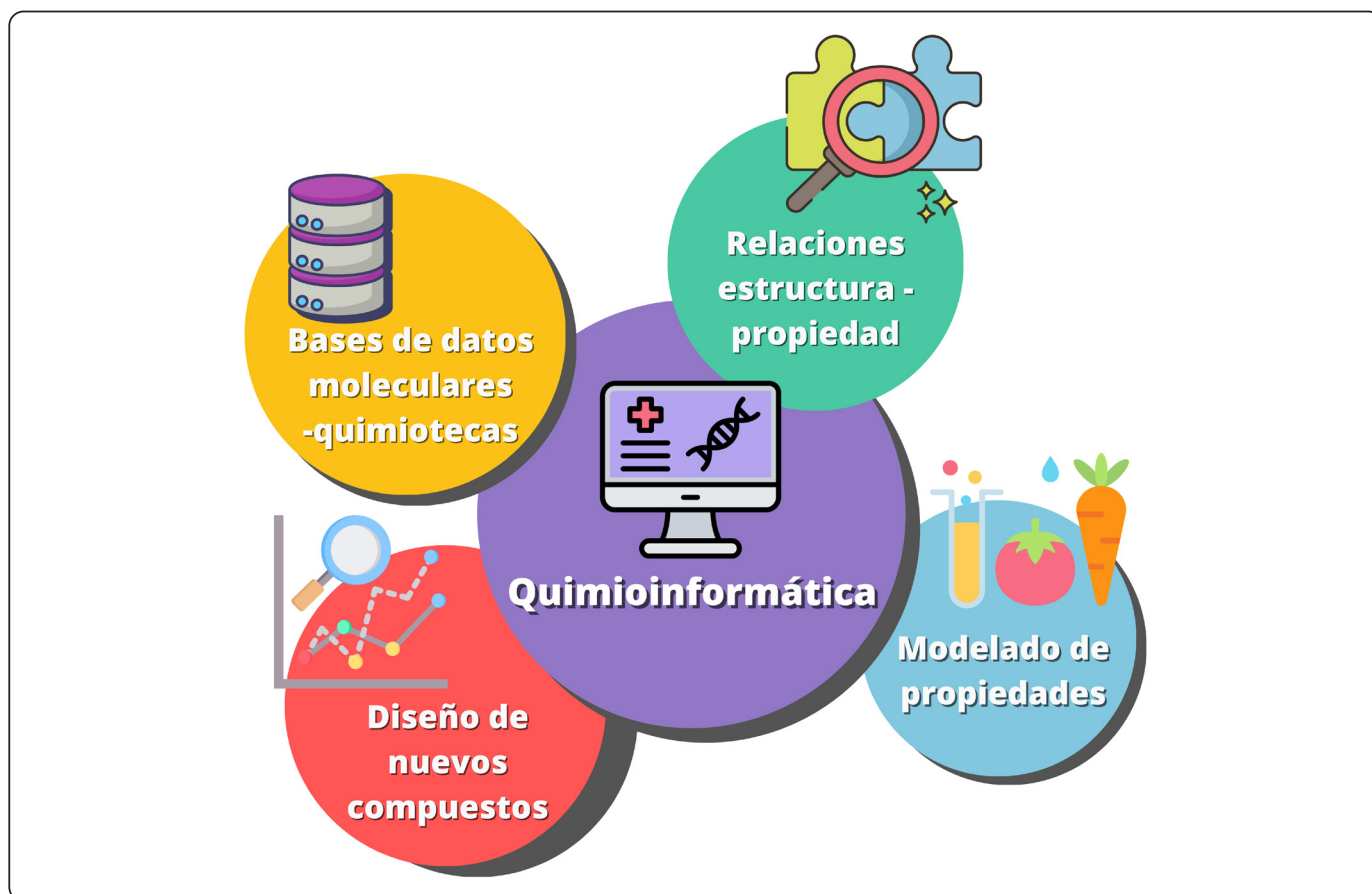 Relaciones
estructura -
propiedad
Bases de datos
moleculares
-quimiotecas
Quimioinformática
Modelado de
propiedades
Diseño de
nuevos
compuestos